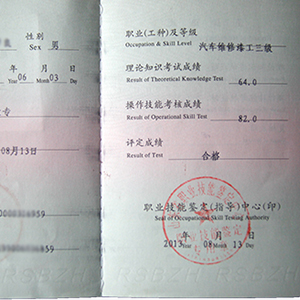 性别
Sex 男
年 月 日
Year 06 Month 03 Day
专
08月13日
职业(工种)及等级
Occupation & Skill Level 汽车维修漆工三级
理论知识考试成绩
Result of Theoretical Knowledge Test 64.0
操作技能考核成绩
Result of Operational Skill Test 82.0
评定成绩
Result of Test 合格
职业技能鉴定(指导)中心(印)
Seal of Occupational Skill Testing Authority
年 月 日
2013 Year 08 Month 13 Day